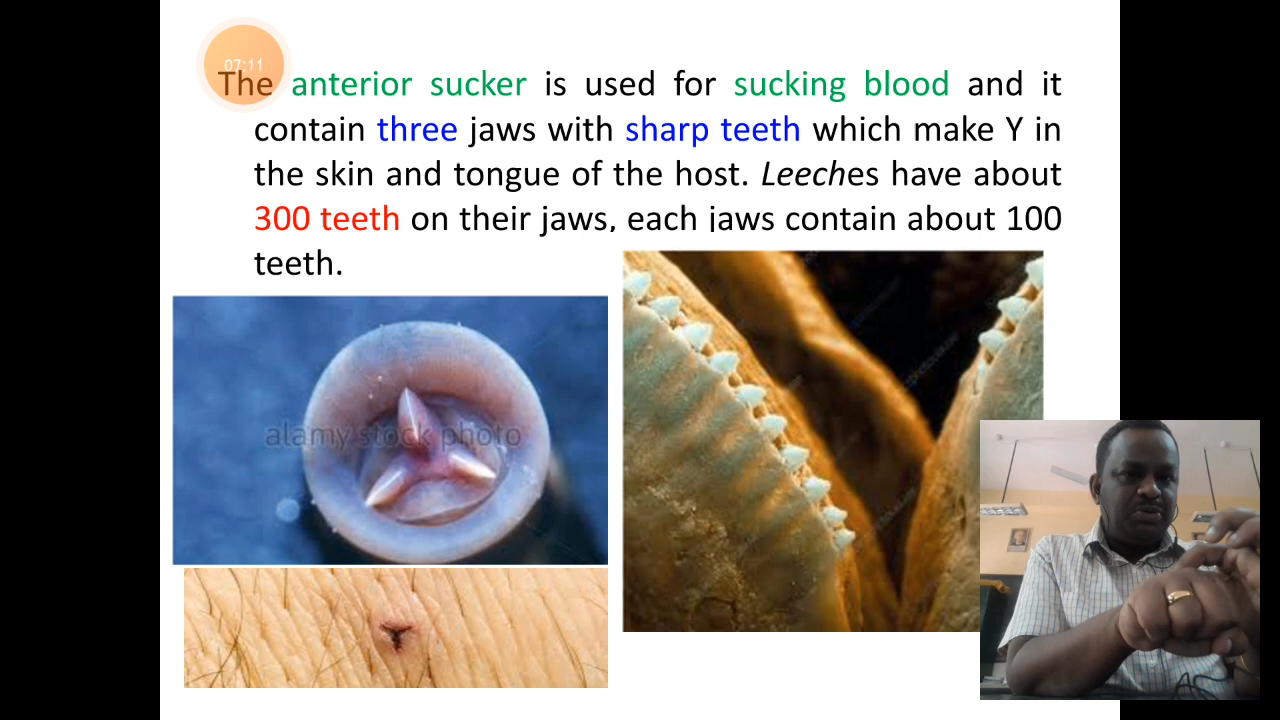 07:11
The anterior sucker is used for sucking blood and it
contain three jaws with sharp teeth which make Y in
the skin and tongue of the host. Leeches have about
300 teeth on their jaws, each jaws contain about 100
teeth.
alamy stock photo